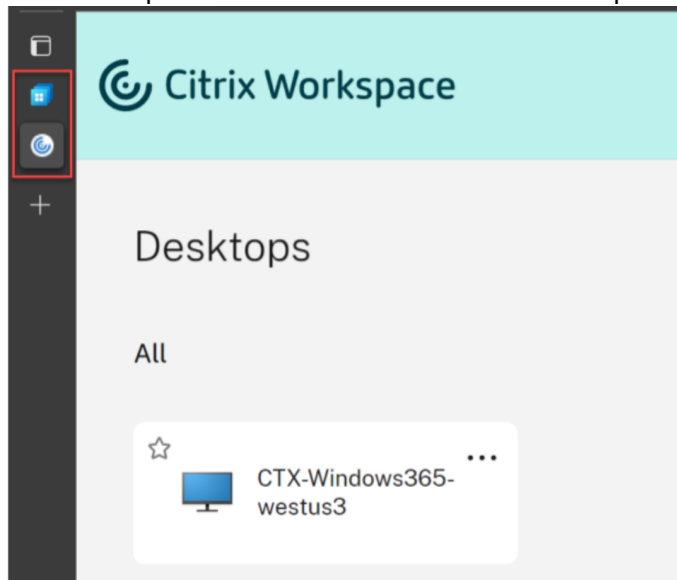 Citrix Workspace
Desktops
All
CTX-Windows365-
westus3